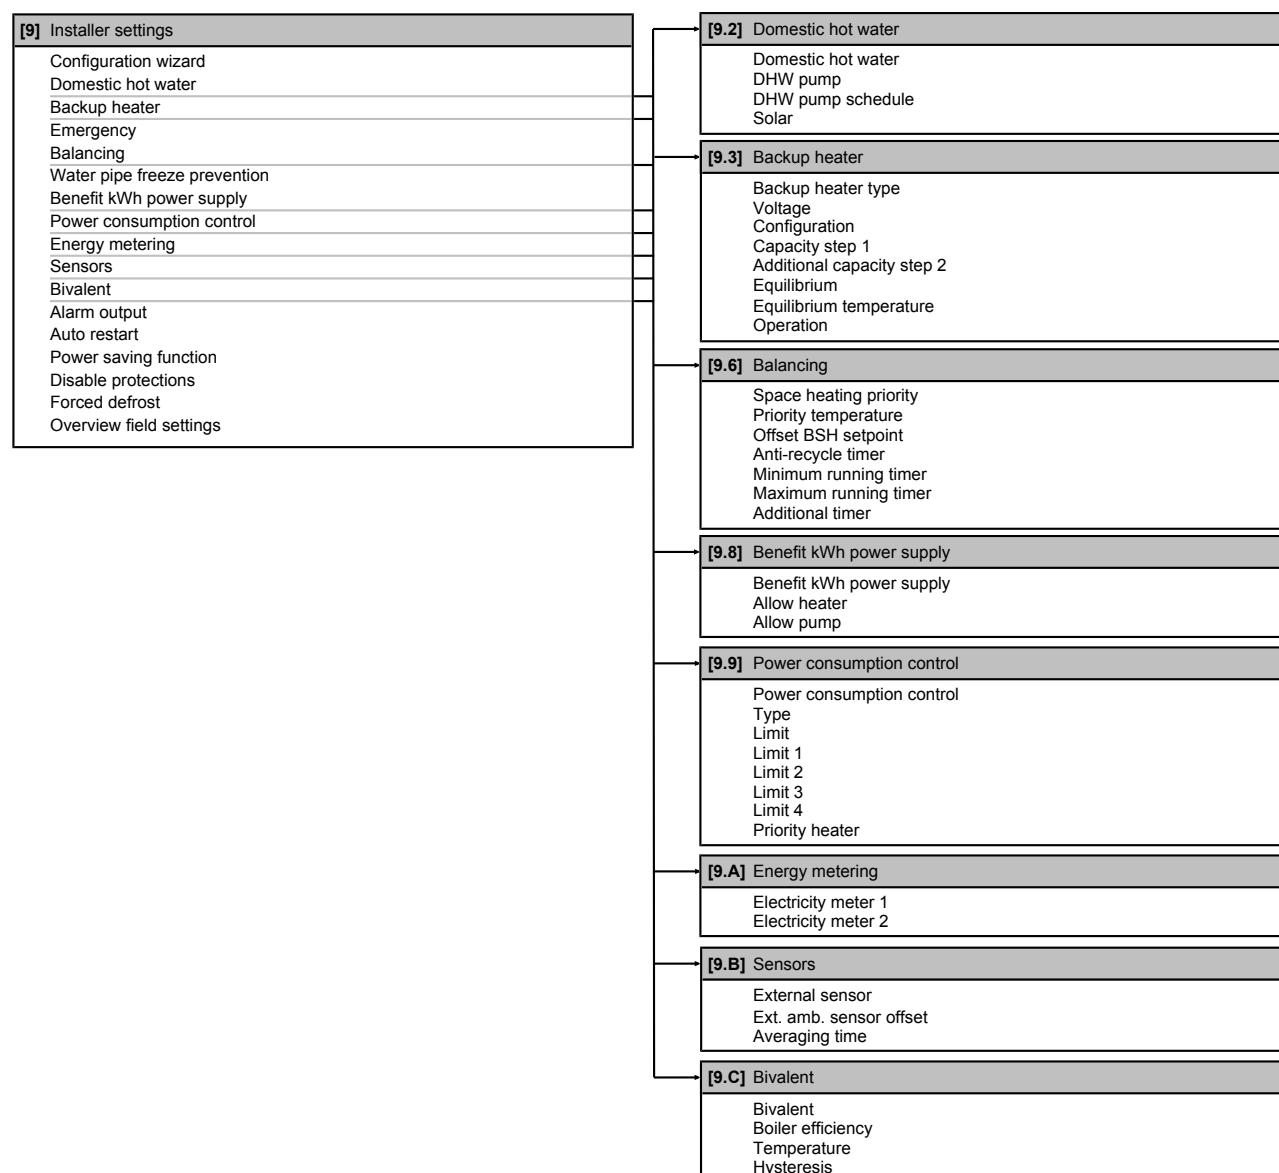 [9] Installer settings
Configuration wizard
Domestic hot water
Backup heater
Emergency
Balancing
Water pipe freeze prevention
Benefit kWh power supply
Power consumption control
Energy metering
Sensors
Bivalent
Alarm output
Auto restart
Power saving function
Disable protections
Forced defrost
Overview field settings
[9.2] Domestic hot water
Domestic hot water
DHW pump
DHW pump schedule
Solar
[9.3] Backup heater
Backup heater type
Voltage
Configuration
Capacity step 1
Additional capacity step 2
Equilibrium
Equilibrium temperature
Operation
[9.6] Balancing
Space heating priority
Priority temperature
Offset BSH setpoint
Anti-recycle timer
Minimum running timer
Maximum running timer
Additional timer
[9.8] Benefit kWh power supply
Benefit kWh power supply
Allow heater
Allow pump
[9.9] Power consumption control
Power consumption control
Type
Limit
Limit 1
Limit 2
Limit 3
Limit 4
Priority heater
[9.A] Energy metering
Electricity meter 1
Electricity meter 2
[9.B] Sensors
External sensor
Ext. amb. sensor offset
Averaging time
[9.C] Bivalent
Bivalent
Boiler efficiency
Temperature
Hysteresis